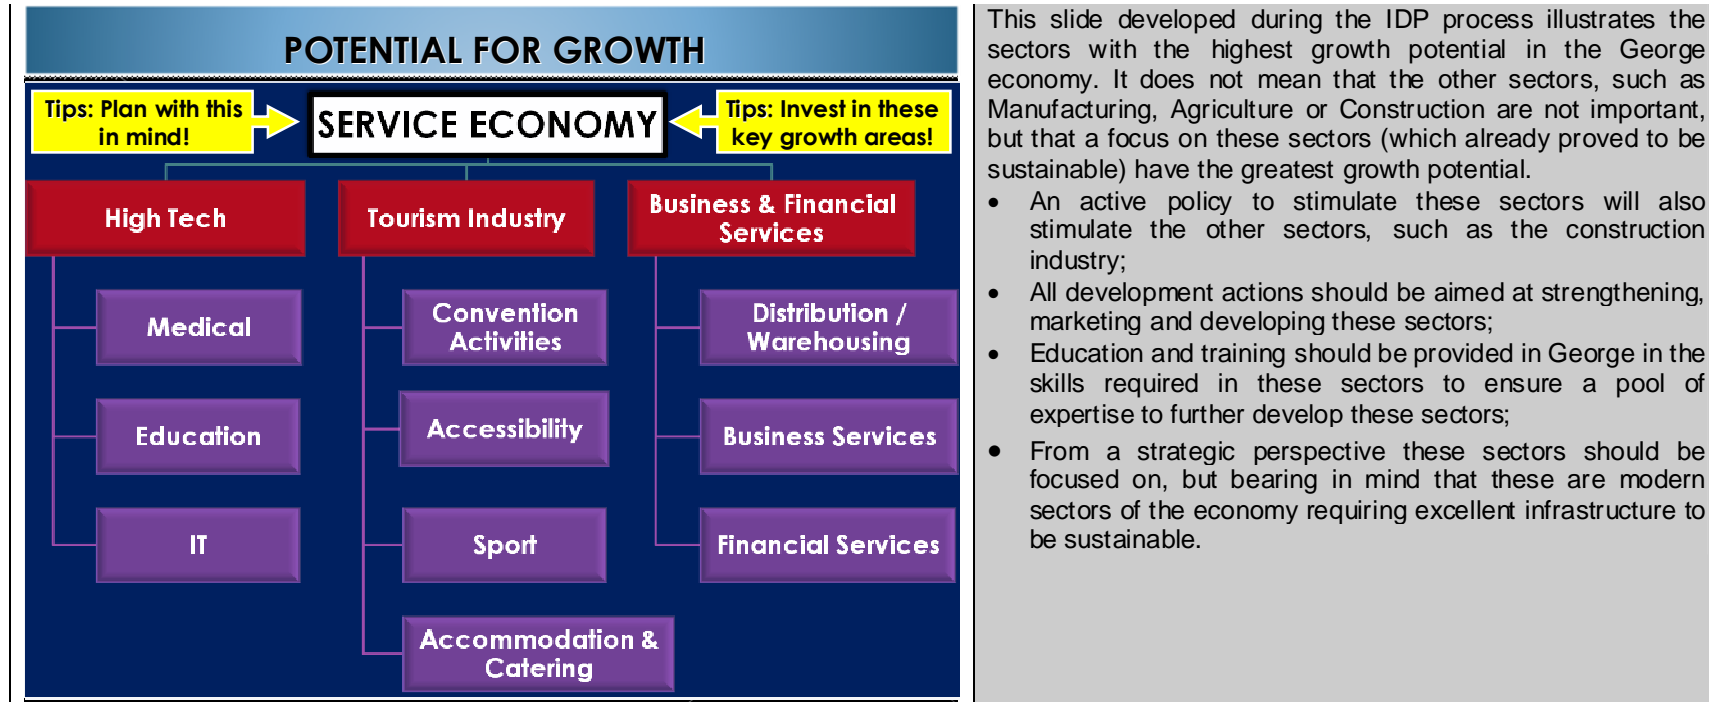 POTENTIAL FOR GROWTH
Tips: Plan with this
in mind!
SERVICE ECONOMY
Tips: Invest in these
key growth areas!
High Tech
Medical
Education
IT
Tourism Industry
Convention
Activities
Accessibility
Sport
Accommodation &
Catering
Business & Financial
Services
Distribution /
Warehousing
Business Services
Financial Services
This slide developed during the IDP process illustrates the
sectors with the highest growth potential in the George
economy. It does not mean that the other sectors, such as
Manufacturing, Agriculture or Construction are not important,
but that a focus on these sectors (which already proved to be
sustainable) have the greatest growth potential.
• An active policy to stimulate these sectors will also
stimulate the other sectors, such as the construction
industry;
• All development actions should be aimed at strengthening,
marketing and developing these sectors;
• Education and training should be provided in George in the
skills required in these sectors to ensure a pool of
expertise to further develop these sectors;
• From a strategic perspective these sectors should be
focused on, but bearing in mind that these are modern
sectors of the economy requiring excellent infrastructure to
be sustainable.